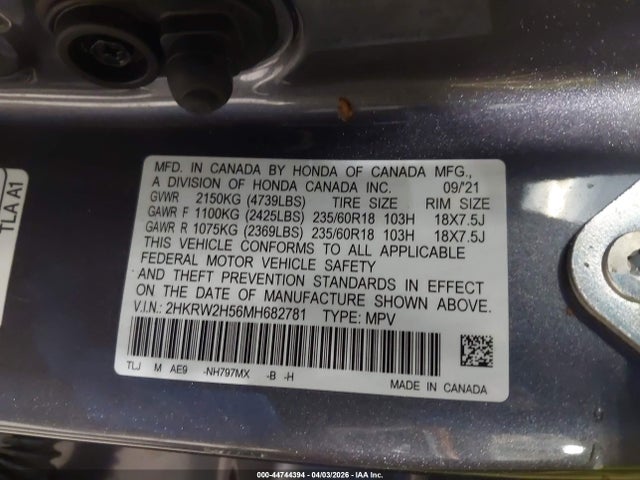 TLA A1
MFD. IN CANADA BY HONDA OF CANADA MFG.,
A DIVISION OF HONDA CANADA INC. 09/'21
GVWR 2150KG (4739LBS) TIRE SIZE RIM SIZE
GAWR F 1100KG (2425LBS) 235/60R18 103H 18X7.5J
GAWR R 1075KG (2369LBS) 235/60R18 103H 18X7.5J
THIS VEHICLE CONFORMS TO ALL APPLICABLE
FEDERAL MOTOR VEHICLE SAFETY
AND THEFT PREVENTION STANDARDS IN EFFECT
ON THE DATE OF MANUFACTURE SHOWN ABOVE.
V.I.N.: 2HKRW2H56MH682781 TYPE: MPV
TLJ M AE9 -NH797MX -B -H
MADE IN CANADA
000-44744394 | 04/03/2026 | IAA Inc.